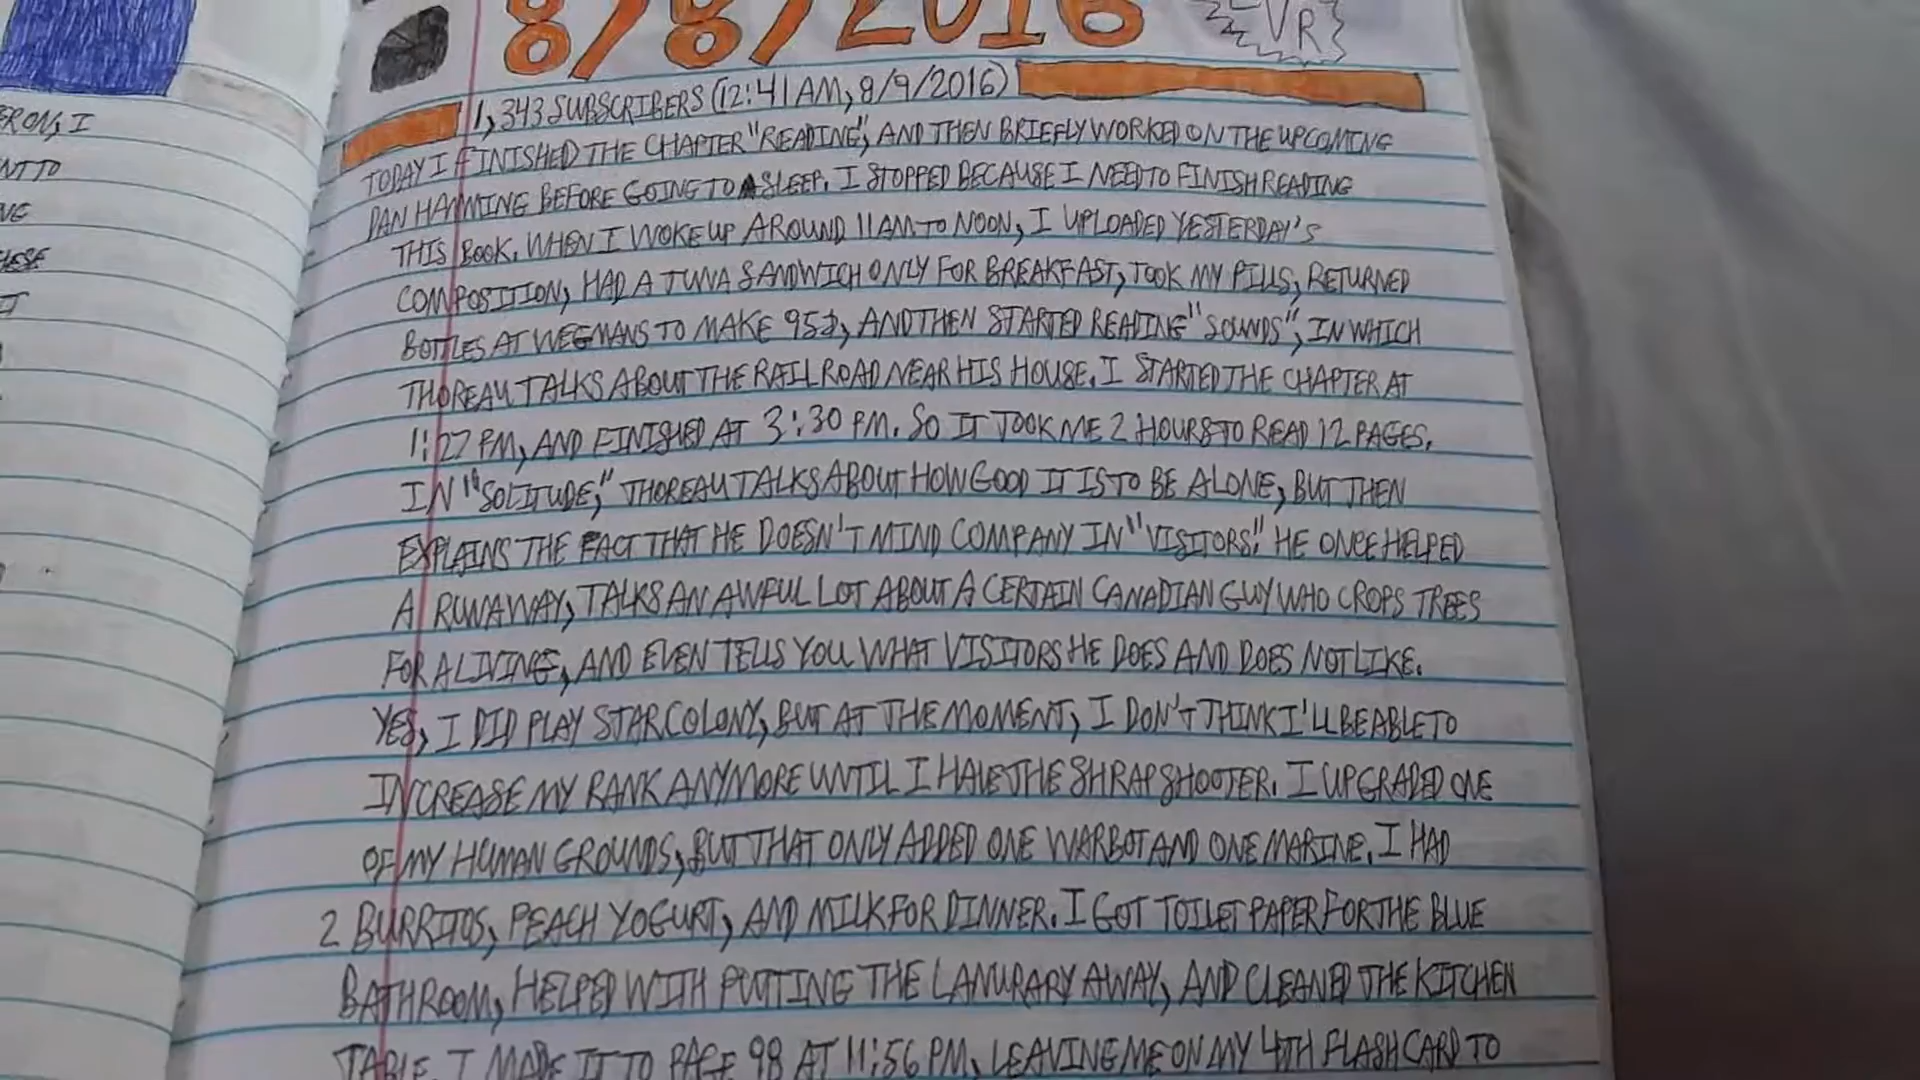 8/8/2016
VR
1,343 SUBSCRIBERS (12:41 AM, 8/9/2016)
TODAY I FINISHED THE CHAPTER "READING", AND THEN BRIEFLY WORKED ON THE UPCOMING
DAN HAMMING BEFORE GOING TO ASLEEP. I STOPPED BECAUSE I NEED TO FINISH READING
THIS BOOK. WHEN I WOKE UP AROUND 11 AM TO NOON, I UPLOADED YESTERDAY'S
COMPOSITION, HAD A TUNA SANDWICH ONLY FOR BREAKFAST, TOOK MY PILLS, RETURNED
BOTTLES AT WEGMANS TO MAKE 95¢, AND THEN STARTED READING "SOUNDS", IN WHICH
THOREAU TALKS ABOUT THE RAILROAD NEAR HIS HOUSE. I STARTED THE CHAPTER AT
1:27 PM, AND FINISHED AT 3:30 PM. SO IT TOOK ME 2 HOURS TO READ 12 PAGES.
IN "SOLITUDE," THOREAU TALKS ABOUT HOW GOOD IT IS TO BE ALONE, BUT THEN
EXPLAINS THE FACT THAT HE DOESN'T MIND COMPANY IN "VISITORS." HE ONCE HELPED
A RUNAWAY, TALKS AN AWFUL LOT ABOUT A CERTAIN CANADIAN GUY WHO CROPS TREES
FOR A LIVING, AND EVEN TELLS YOU WHAT VISITORS HE DOES AND DOES NOT LIKE.
YES, I DID PLAY STAR COLONY, BUT AT THE MOMENT, I DON'T THINK I'LL BE ABLE TO
INCREASE MY RANK ANYMORE UNTIL I HAVE THE SHRAPSHOOTER. I UPGRADED ONE
OF MY HUMAN GROUNDS, BUT THAT ONLY ADDED ONE WARBOT AND ONE MARINE. I HAD
2 BURRITOS, PEACH YOGURT, AND MILK FOR DINNER. I GOT TOILET PAPER FOR THE BLUE
BATHROOM, HELPED WITH PUTTING THE LANURARY AWAY, AND CLEANED THE KITCHEN
TABLE. I MADE IT TO PAGE 98 AT 11:56 PM, LEAVING ME ON MY 4TH FLASH CARD TO